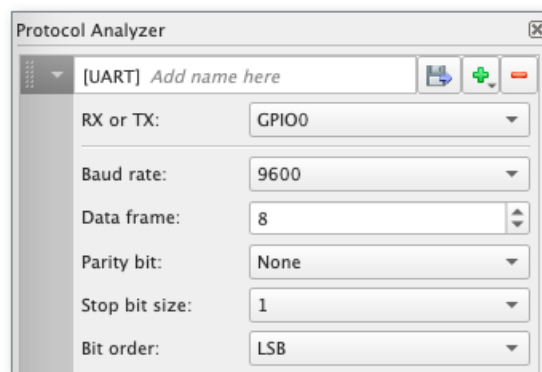 Protocol Analyzer
[UART] Add name here
RX or TX: GPIO0
Baud rate: 9600
Data frame: 8
Parity bit: None
Stop bit size: 1
Bit order: LSB